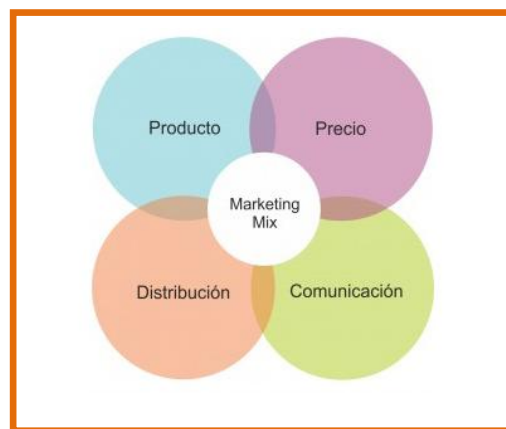 Producto
Precio
Marketing
Mix
Distribución
Comunicación